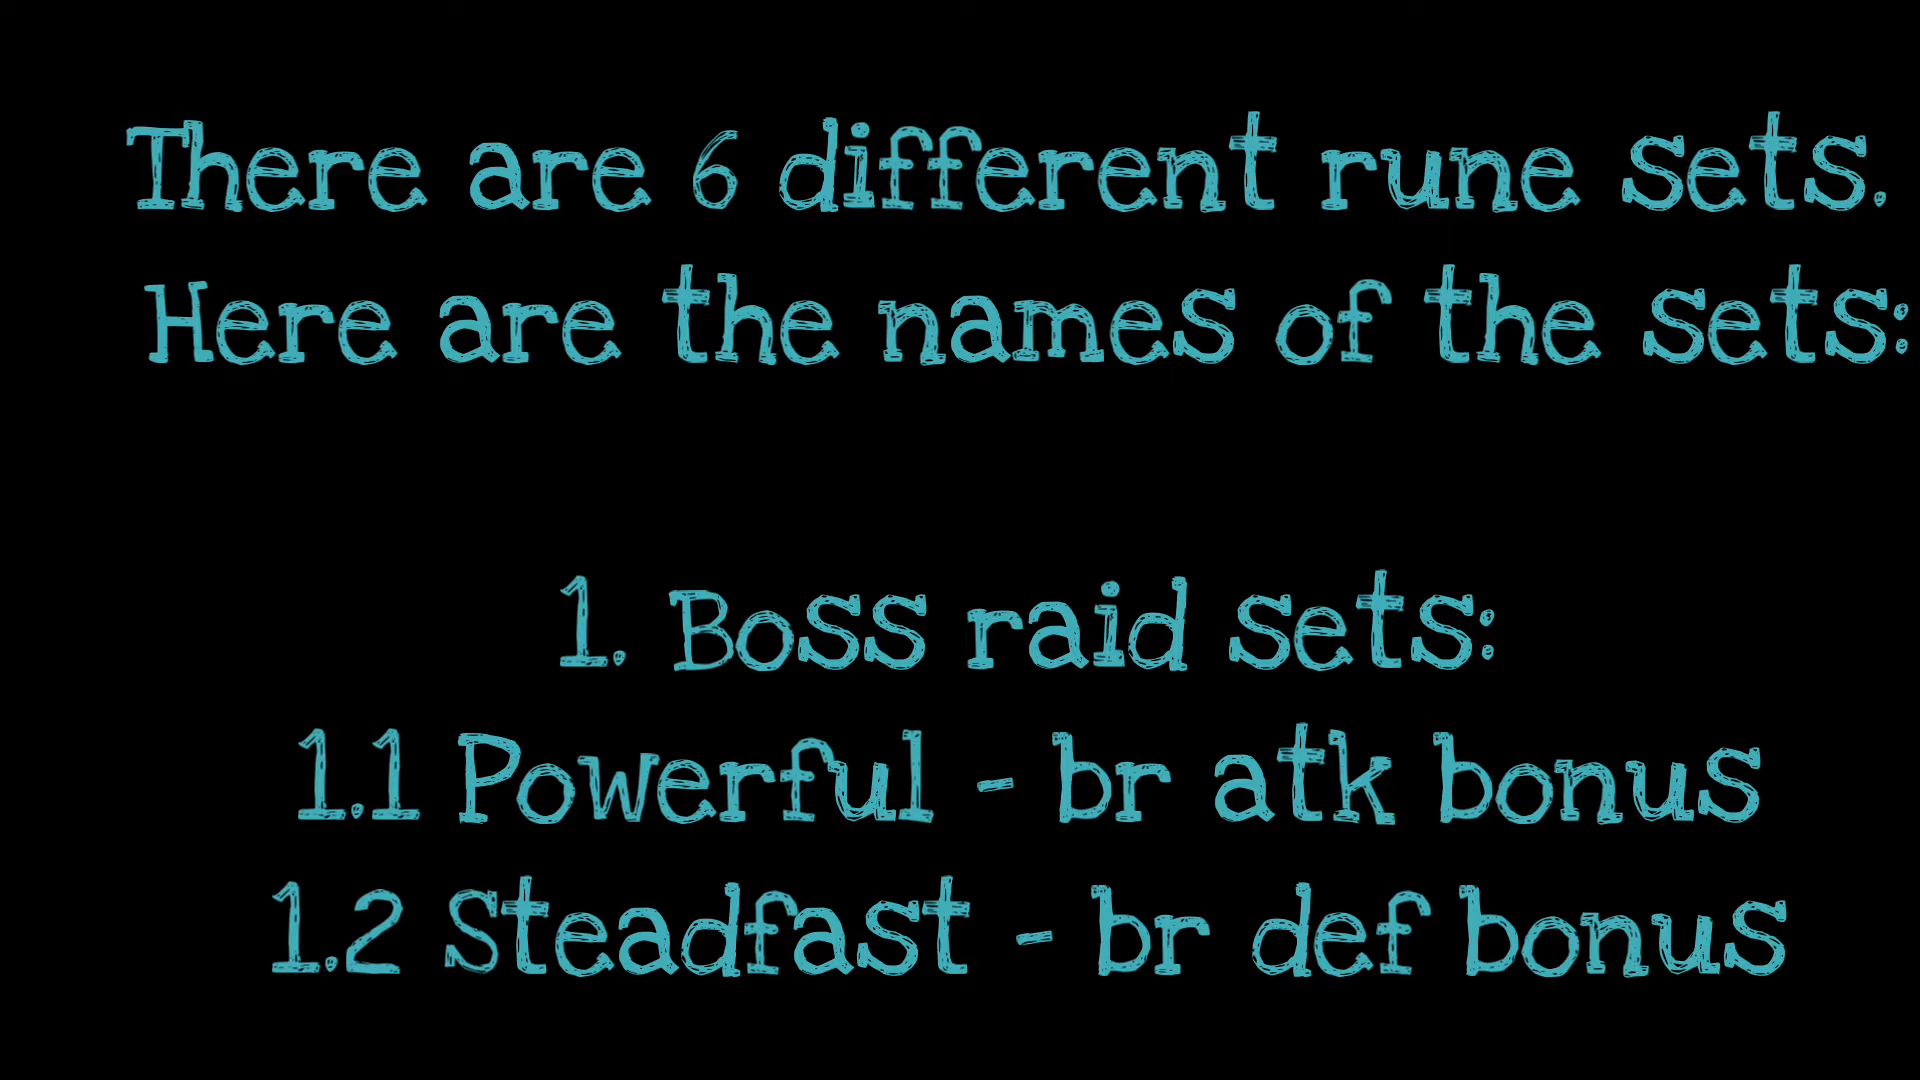 There are 6 different rune sets.
Here are the names of the sets:
1. Boss raid sets:
1.1 Powerful - br atk bonus
1.2 Steadfast - br def bonus